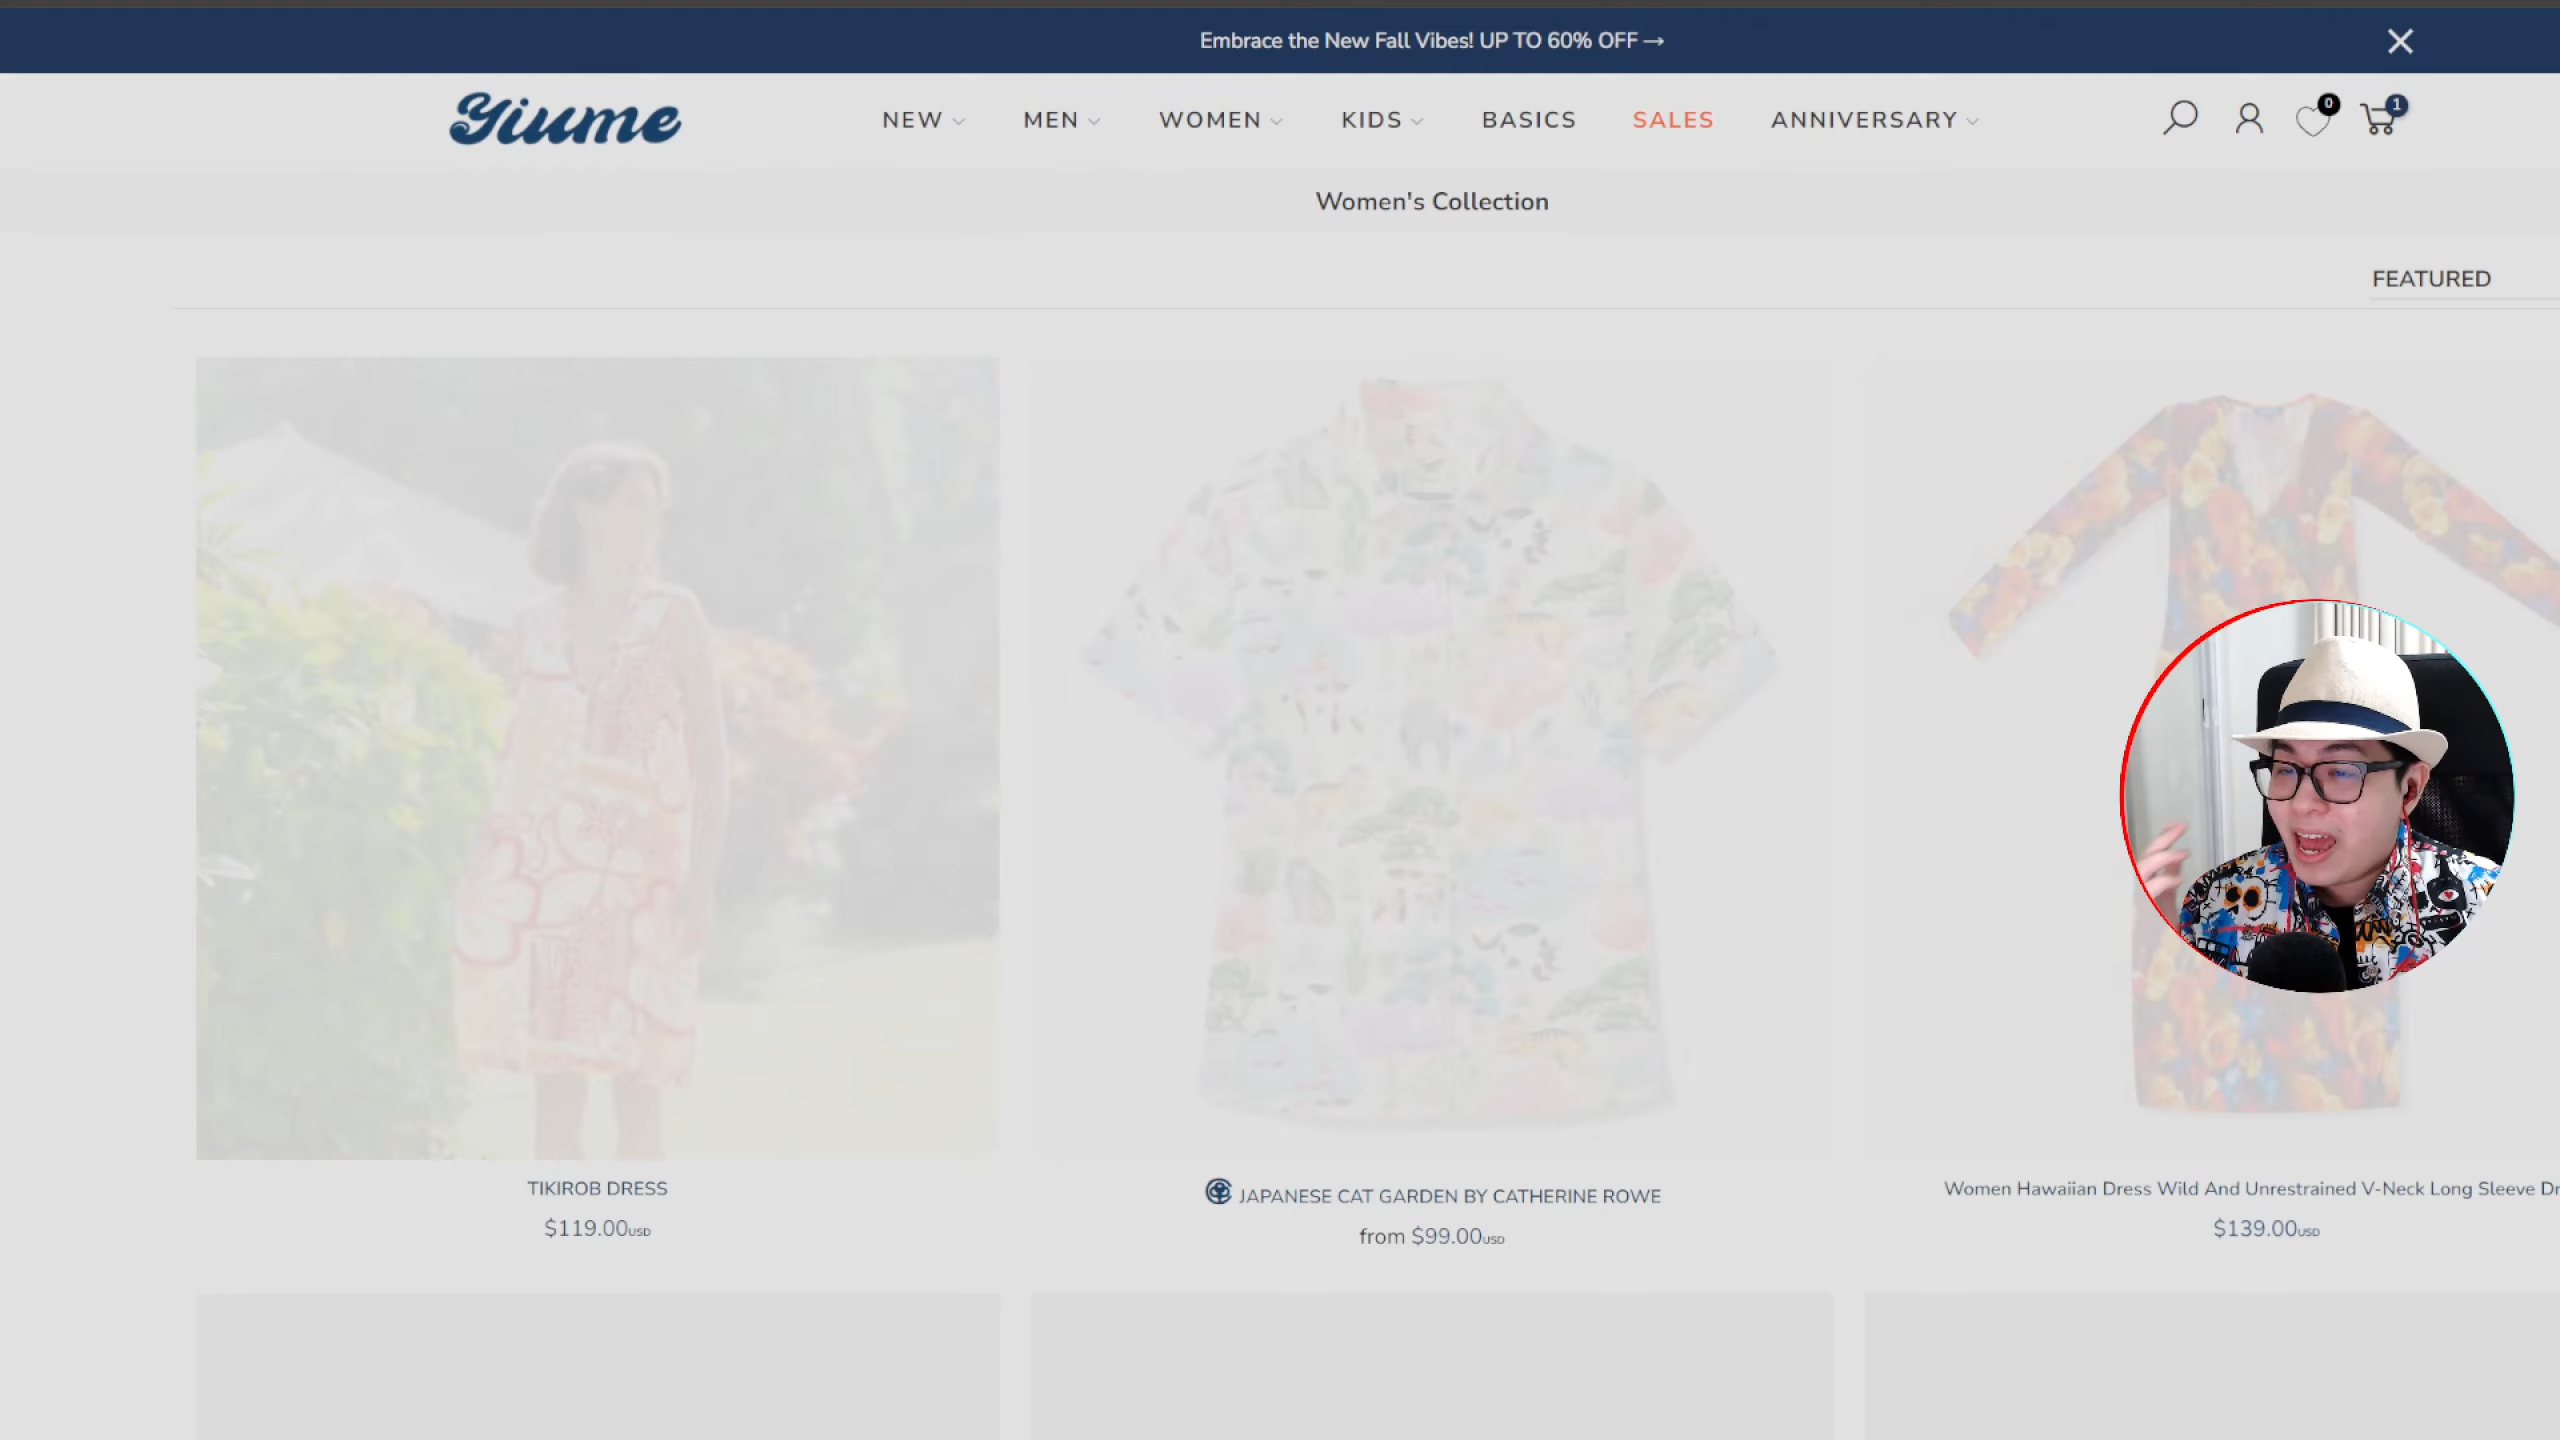 Embrace the New Fall Vibes! UP TO 60% OFF →
Yiume
NEW MEN WOMEN KIDS BASICS SALES ANNIVERSARY
0
1
Women's Collection
FEATURED
TIKIROB DRESS
$119.00USD
JAPANESE CAT GARDEN BY CATHERINE ROWE
from $99.00USD
Women Hawaiian Dress Wild And Unrestrained V-Neck Long Sleeve Dr
$139.00USD